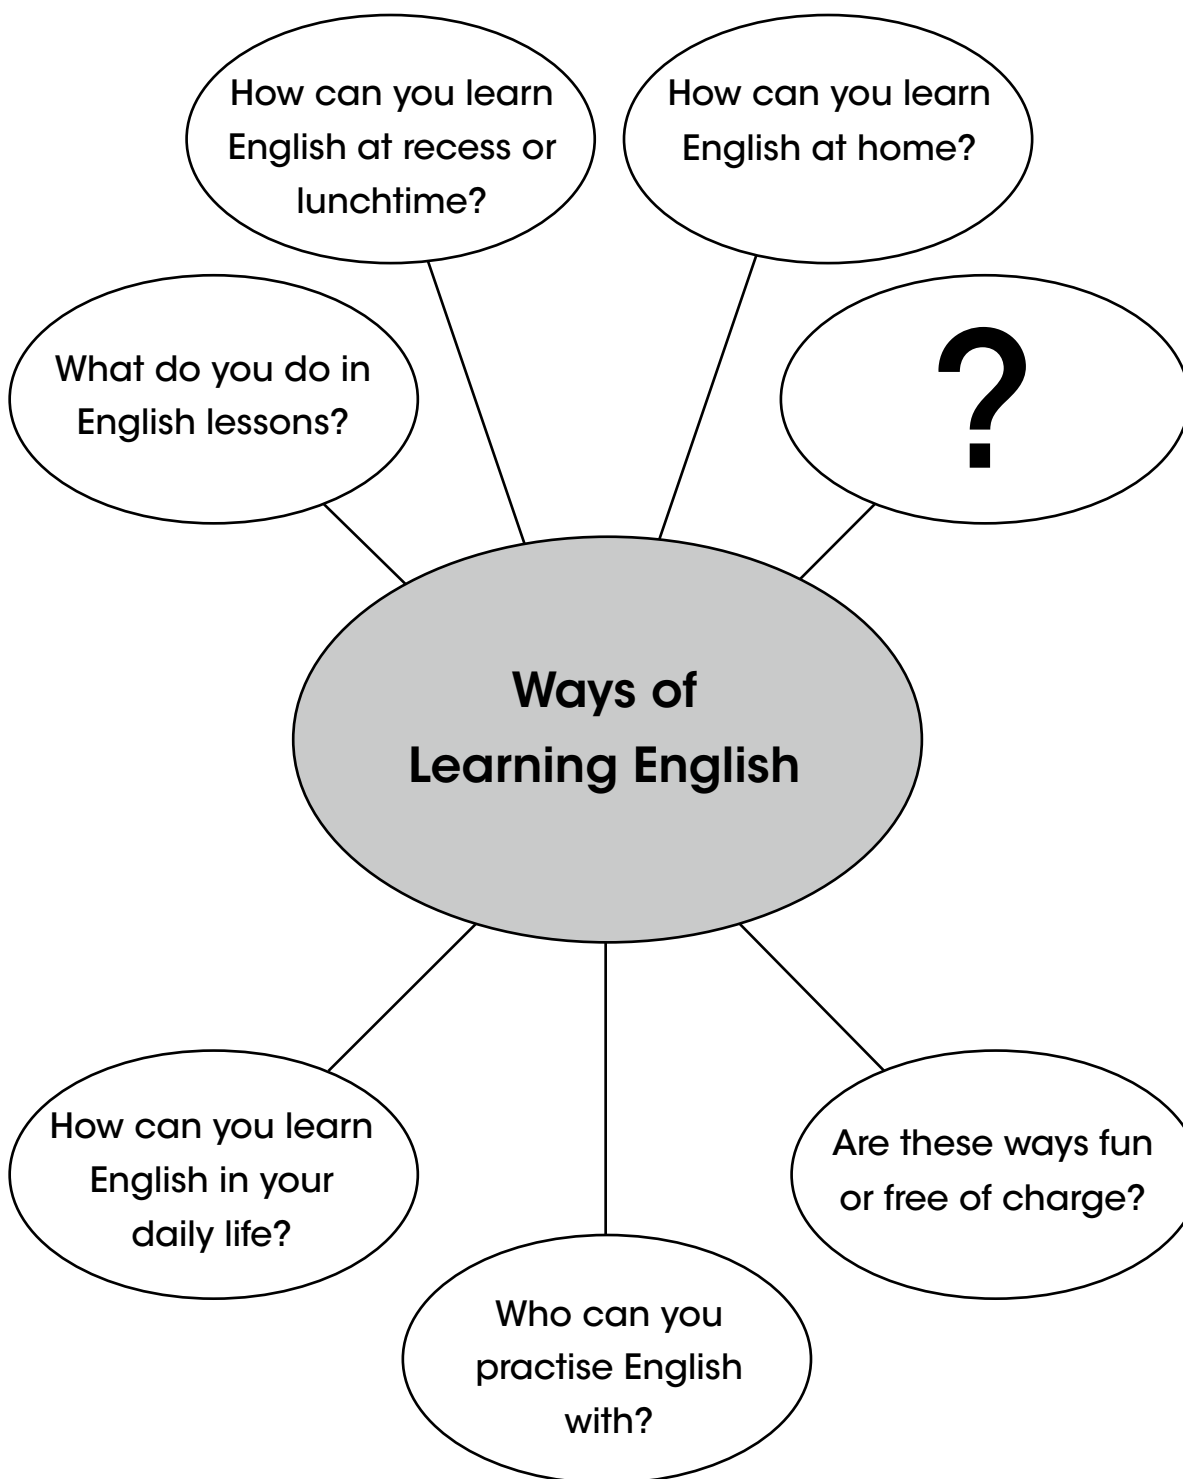 How can you learn
English at recess or
lunchtime?
How can you learn
English at home?
What do you do in
English lessons?
?
Ways of
Learning English
How can you learn
English in your
daily life?
Are these ways fun
or free of charge?
Who can you
practise English
with?